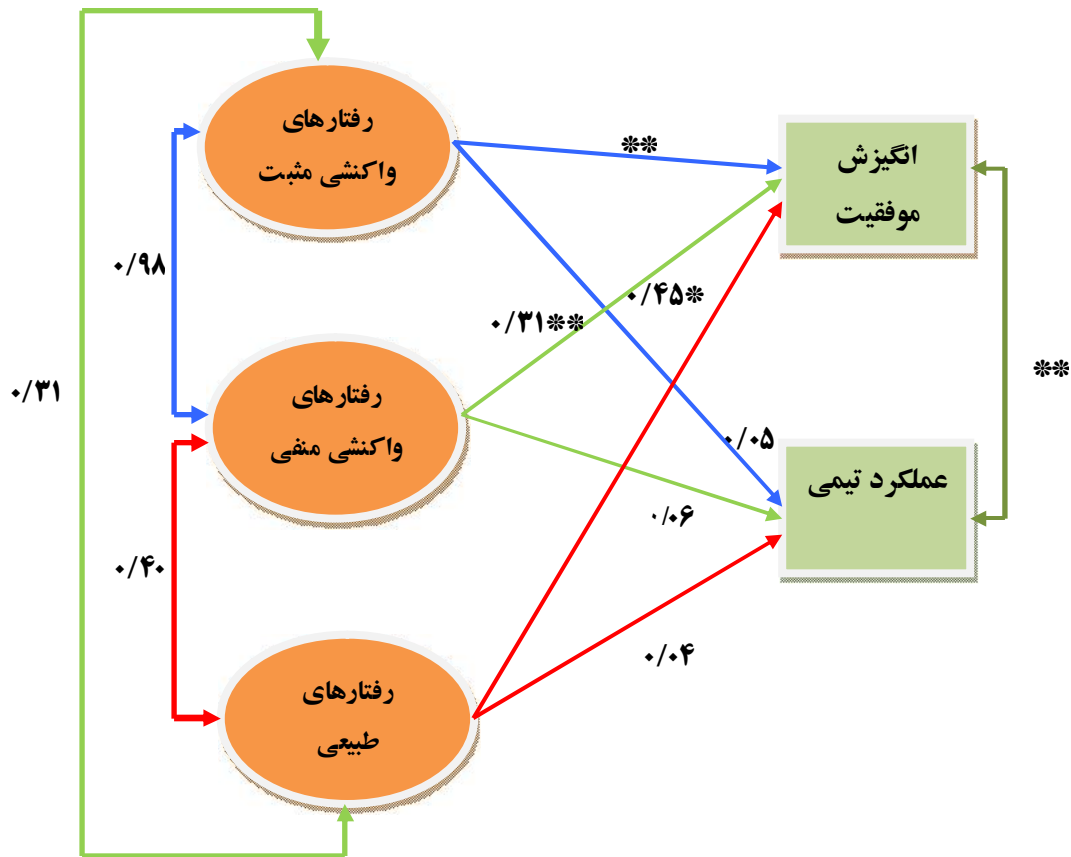 رفتارهای
واکنشی مثبت
**
انگیزش
موفقیت
۰/۹۸
۰/۴۵*
۰/۳۱**
**
۰/۳۱
رفتارهای
واکنشی منفی
۰/۰۵
عملکرد تیمی
۰/۰۶
۰/۴۰
۰/۰۴
رفتارهای
طبیعی